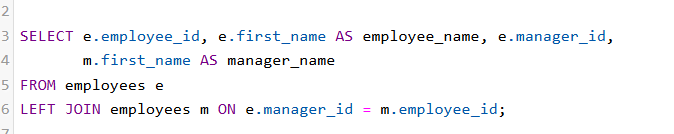 2
3 SELECT e.employee_id, e.first_name AS employee_name, e.manager_id,
4 m.first_name AS manager_name
5 FROM employees e
6 LEFT JOIN employees m ON e.manager_id = m.employee_id;